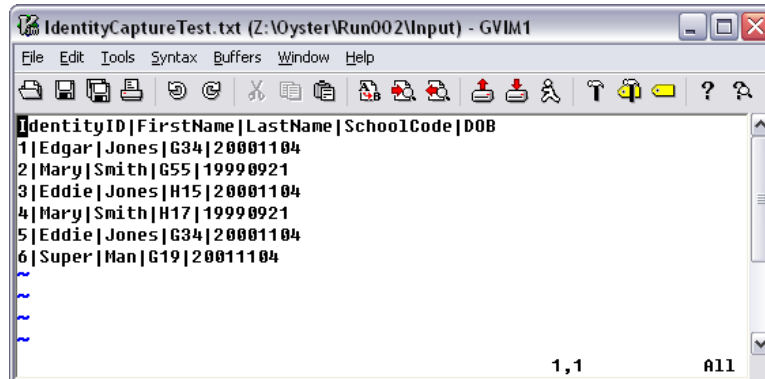 IdentityCaptureTest.txt (Z:\Oyster\Run002\Input) - GVIM1
File Edit Tools Syntax Buffers Window Help
IdentityID|FirstName|LastName|SchoolCode|DOB
1|Edgar|Jones|G34|20001104
2|Mary|Smith|G55|19990921
3|Eddie|Jones|H15|20001104
4|Mary|Smith|H17|19990921
5|Eddie|Jones|G34|20001104
6|Super|Man|G19|20011104
~
~
~
~
1,1 All